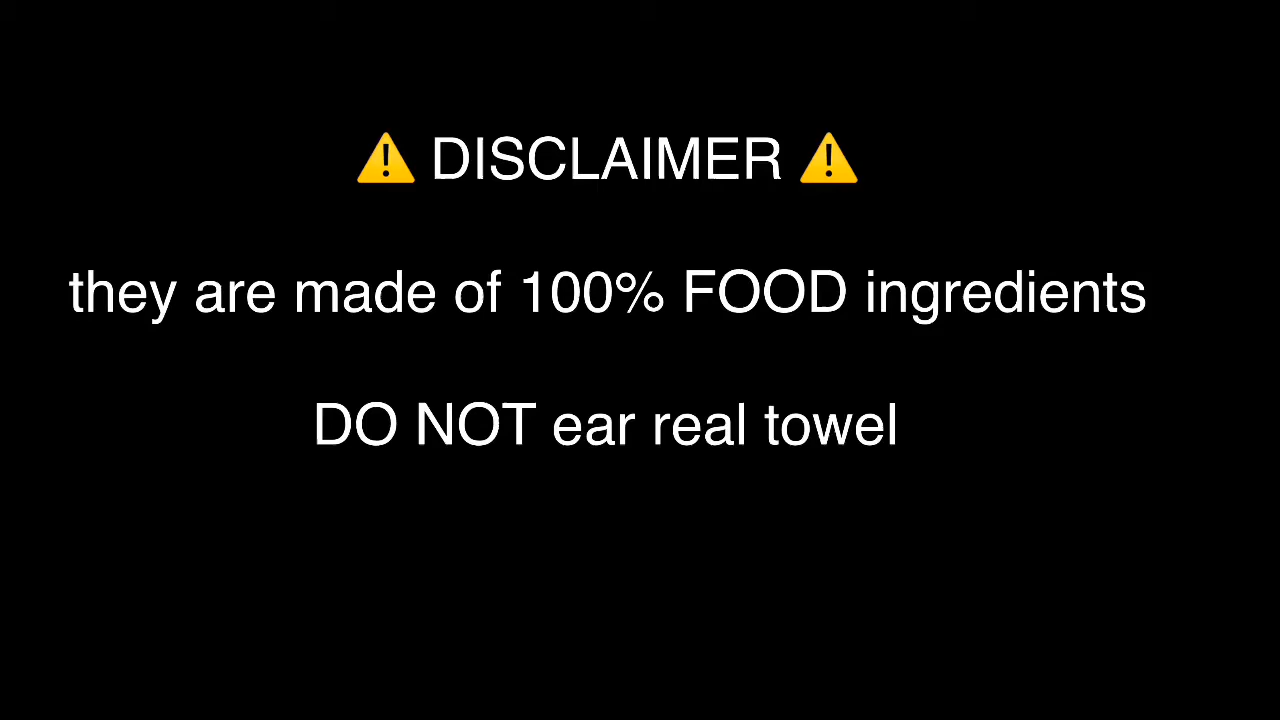 ⚠️ DISCLAIMER ⚠️
they are made of 100% FOOD ingredients
DO NOT ear real towel